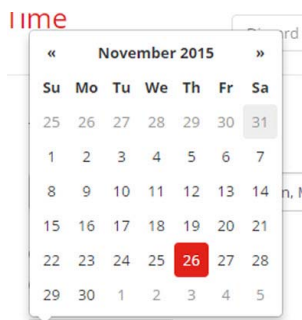 Time
« November 2015 »
Su Mo Tu We Th Fr Sa
25 26 27 28 29 30 31
1 2 3 4 5 6 7
8 9 10 11 12 13 14
15 16 17 18 19 20 21
22 23 24 25 26 27 28
29 30 1 2 3 4 5